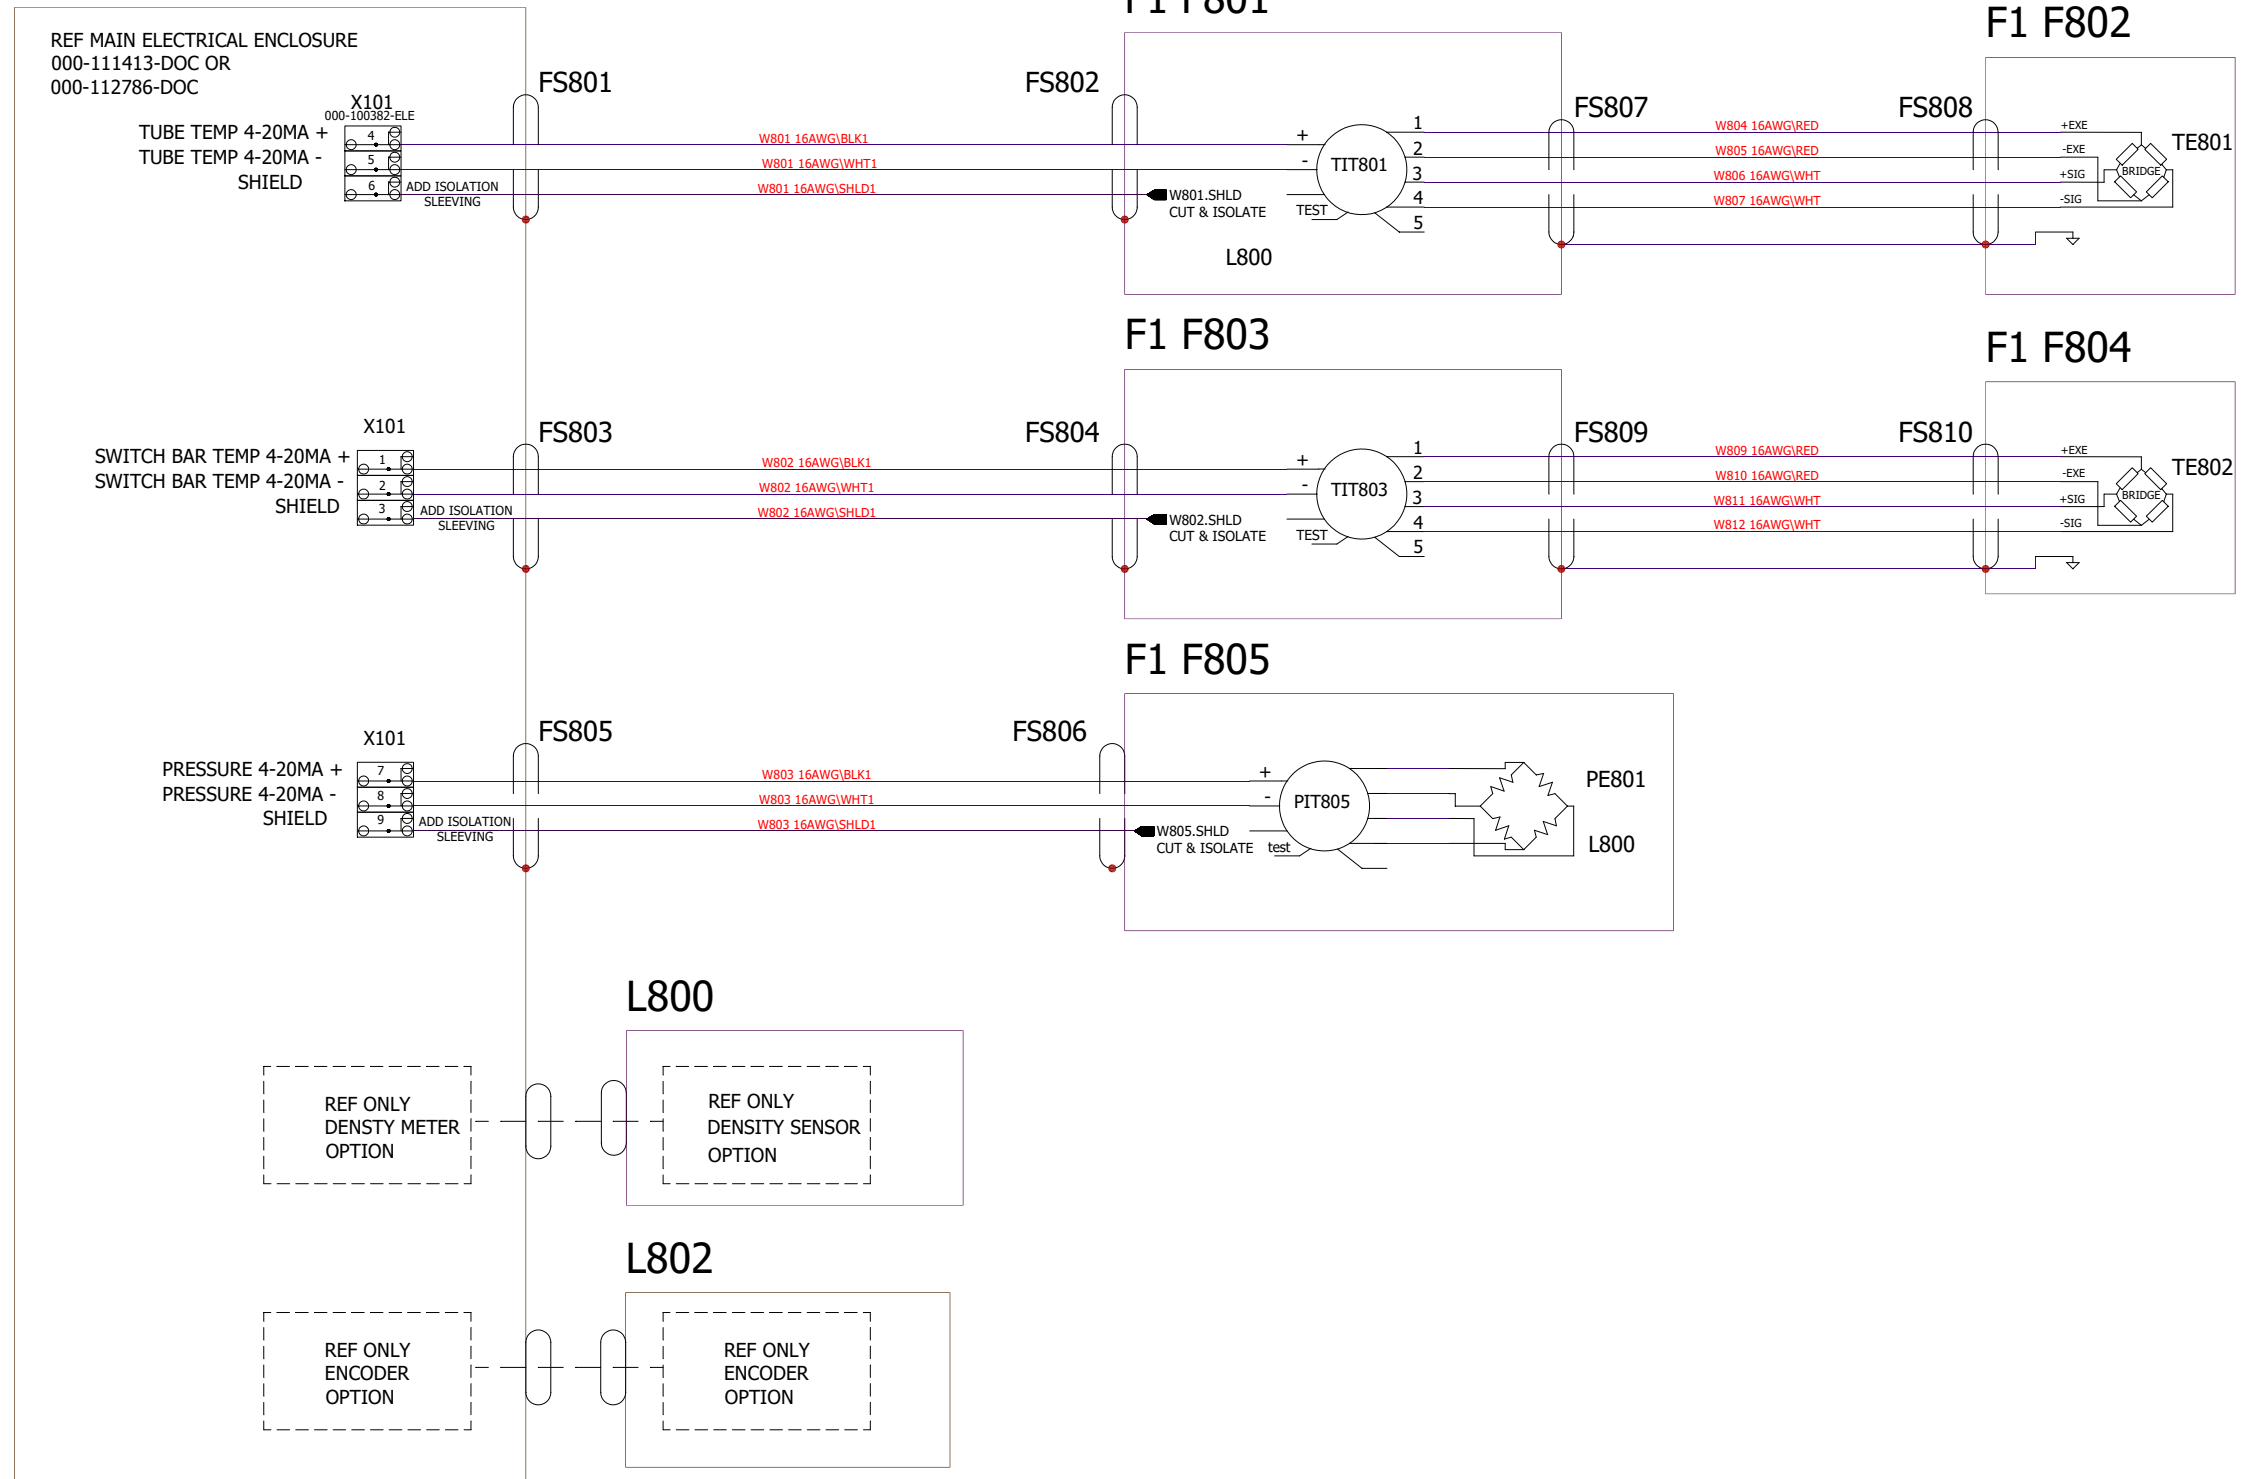 F1 F801
F1 F802
REF MAIN ELECTRICAL ENCLOSURE
000-111413-DOC OR
000-112786-DOC
FS801
FS802
FS807
FS808
X101
000-100382-ELE
TUBE TEMP 4-20MA +
TUBE TEMP 4-20MA -
SHIELD
4
5
6
ADD ISOLATION
SLEEVING
W801 16AWG\BLK1
W801 16AWG\WHT1
W801 16AWG\SHLD1
W801.SHLD
CUT & ISOLATE
+
-
TEST
TIT801
1
2
3
4
5
L800
W804 16AWG\RED
W805 16AWG\RED
W806 16AWG\WHT
W807 16AWG\WHT
+EXE
-EXE
+SIG
-SIG
BRIDGE
TE801
F1 F803
F1 F804
X101
FS803
FS804
FS809
FS810
SWITCH BAR TEMP 4-20MA +
SWITCH BAR TEMP 4-20MA -
SHIELD
1
2
3
ADD ISOLATION
SLEEVING
W802 16AWG\BLK1
W802 16AWG\WHT1
W802 16AWG\SHLD1
W802.SHLD
CUT & ISOLATE
+
-
TEST
TIT803
1
2
3
4
5
W809 16AWG\RED
W810 16AWG\RED
W811 16AWG\WHT
W812 16AWG\WHT
+EXE
-EXE
+SIG
-SIG
BRIDGE
TE802
F1 F805
X101
FS805
FS806
PRESSURE 4-20MA +
PRESSURE 4-20MA -
SHIELD
7
8
9
ADD ISOLATION
SLEEVING
W803 16AWG\BLK1
W803 16AWG\WHT1
W803 16AWG\SHLD1
W805.SHLD
CUT & ISOLATE
+
-
test
PIT805
PE801
L800
L800
REF ONLY
DENSTY METER
OPTION
REF ONLY
DENSITY SENSOR
OPTION
L802
REF ONLY
ENCODER
OPTION
REF ONLY
ENCODER
OPTION